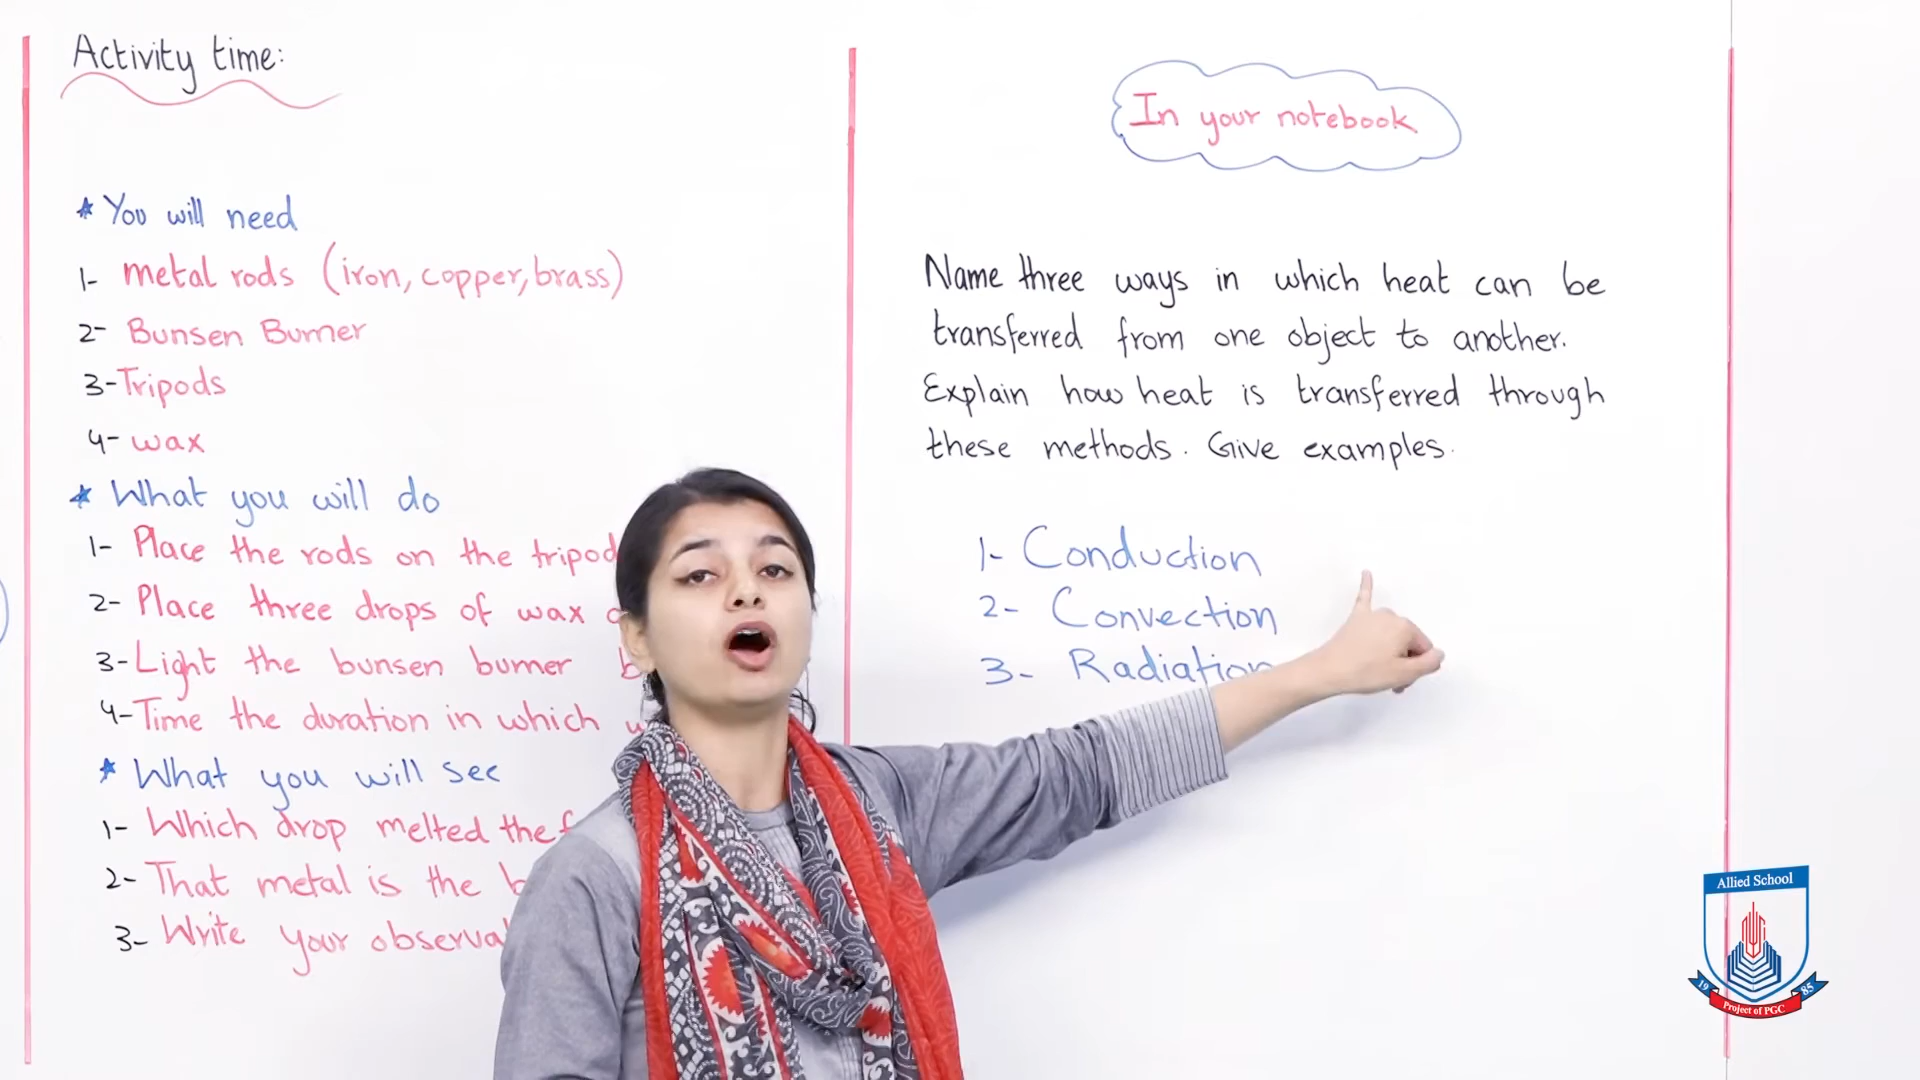 Activity time:
* You will need
1- metal rods (iron, copper, brass)
2- Bunsen Burner
3- Tripods
4- wax
* What you will do
1- Place the rods on the tripod
2- Place three drops of wax
3- Light the bunsen burner
4- Time the duration in which
* What you will see
1- Which drop melted the
2- That metal is the
3- Write your
In your notebook
Name three ways in which heat can be
transferred from one object to another.
Explain how heat is transferred through
these methods. Give examples.
1- Conduction
2- Convection
3- Radiation
Allied School
19 85
Project of PGC